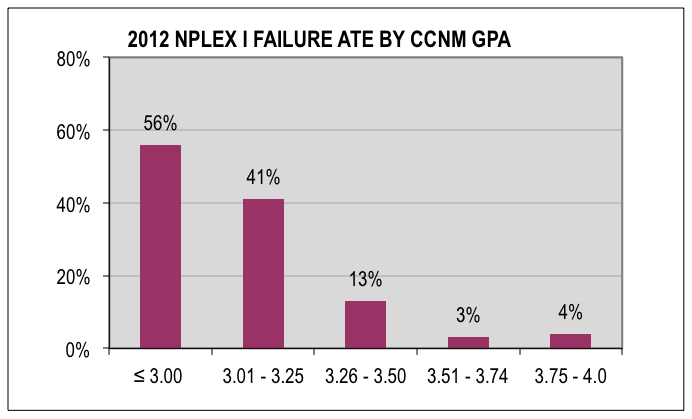 2012 NPLEX I FAILURE ATE BY CCNM GPA
80%
60%
40%
20%
0%
56%
41%
13%
3%
4%
≤ 3.00
3.01 - 3.25
3.26 - 3.50
3.51 - 3.74
3.75 - 4.0